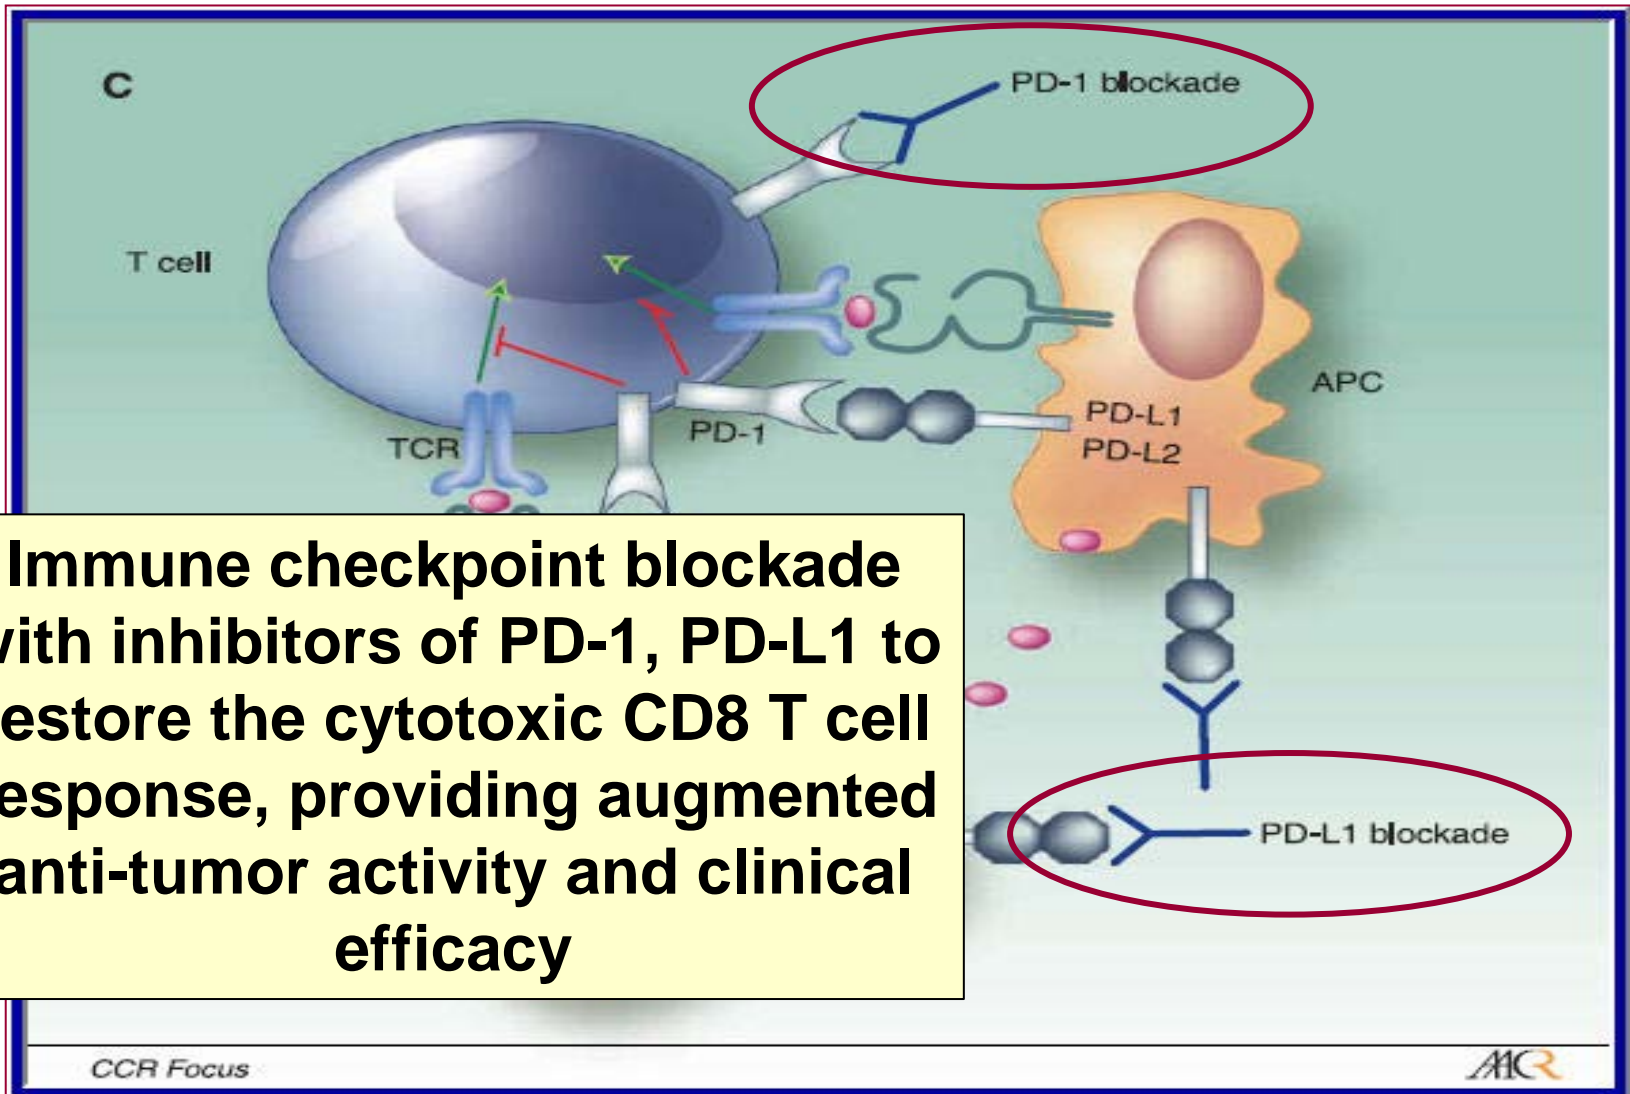 C
PD-1 blockade
T cell
APC
PD-L1
PD-L2
PD-1
TCR
Immune checkpoint blockade
with inhibitors of PD-1, PD-L1 to
estore the cytotoxic CD8 T cell
esponse, providing augmented
anti-tumor activity and clinical
efficacy
PD-L1 blockade
CCR Focus
AACR